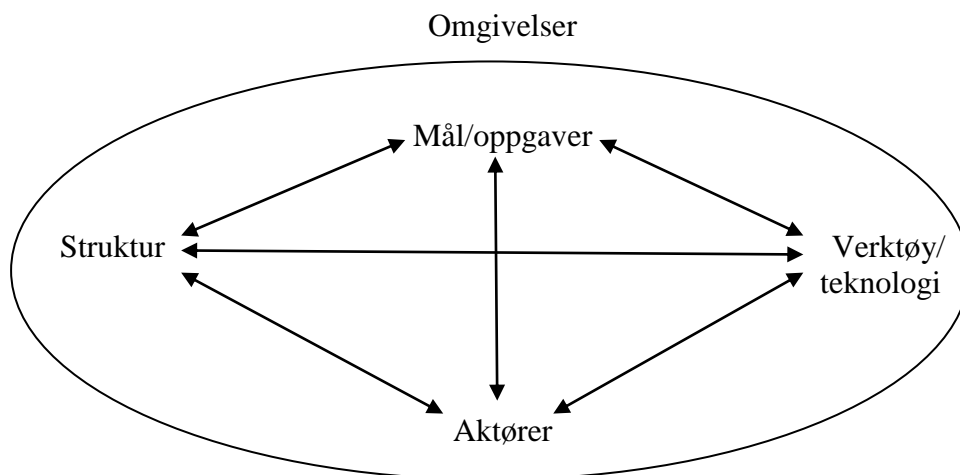 Omgivelser
Mål/oppgaver
Struktur
Verktøy/
teknologi
Aktører